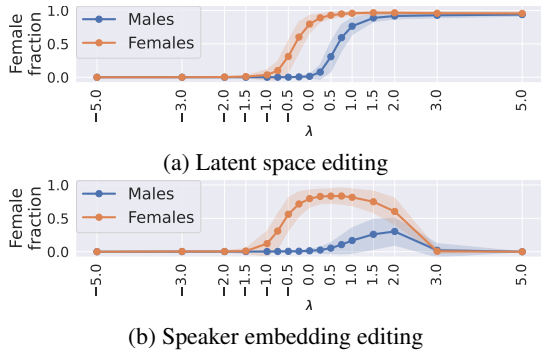 Female
fraction
1.0
0.5
0.0
Males
Females
−5.0 −3.0 −2.0 −1.5 −1.0 −0.5 0.0 0.5 1.0 1.5 2.0 3.0 5.0
λ
(a) Latent space editing
Female
fraction
1.0
0.5
0.0
Males
Females
−5.0 −3.0 −2.0 −1.5 −1.0 −0.5 0.0 0.5 1.0 1.5 2.0 3.0 5.0
λ
(b) Speaker embedding editing